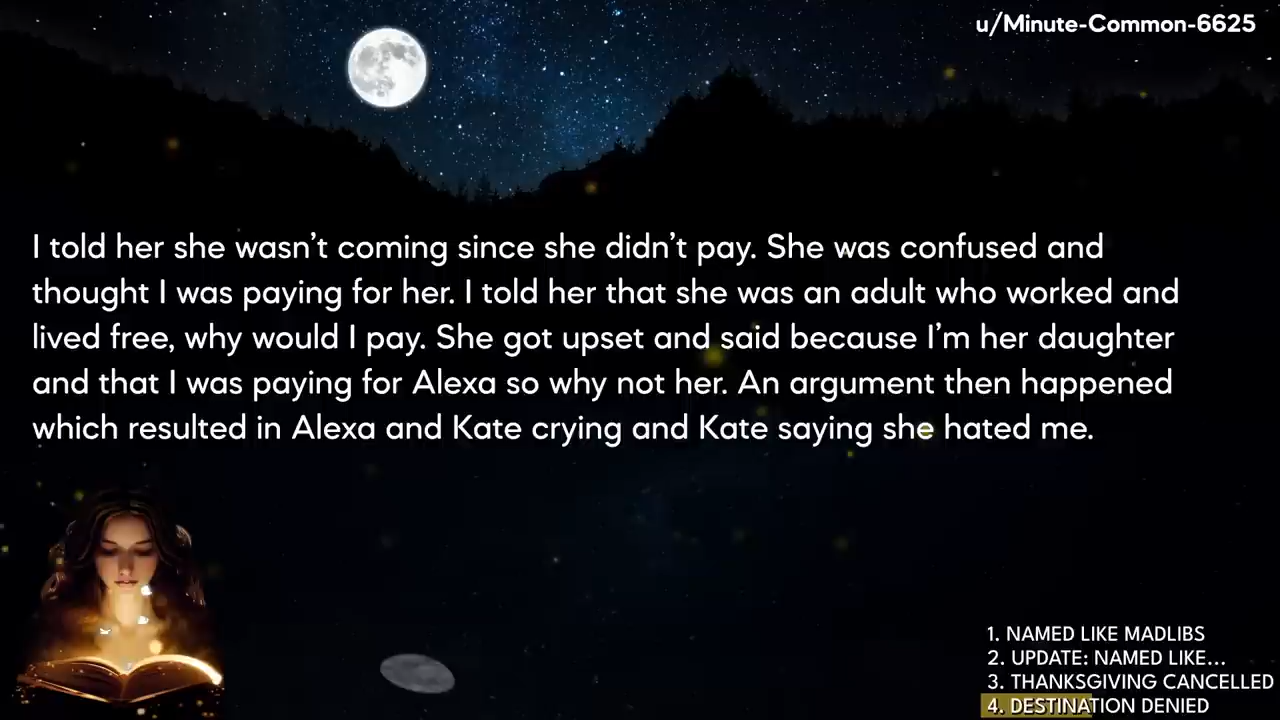 u/Minute-Common-6625
I told her she wasn’t coming since she didn’t pay. She was confused and
thought I was paying for her. I told her that she was an adult who worked and
lived free, why would I pay. She got upset and said because I’m her daughter
and that I was paying for Alexa so why not her. An argument then happened
which resulted in Alexa and Kate crying and Kate saying she hated me.
1. NAMED LIKE MADLIBS
2. UPDATE: NAMED LIKE...
3. THANKSGIVING CANCELLED
4. DESTINATION DENIED